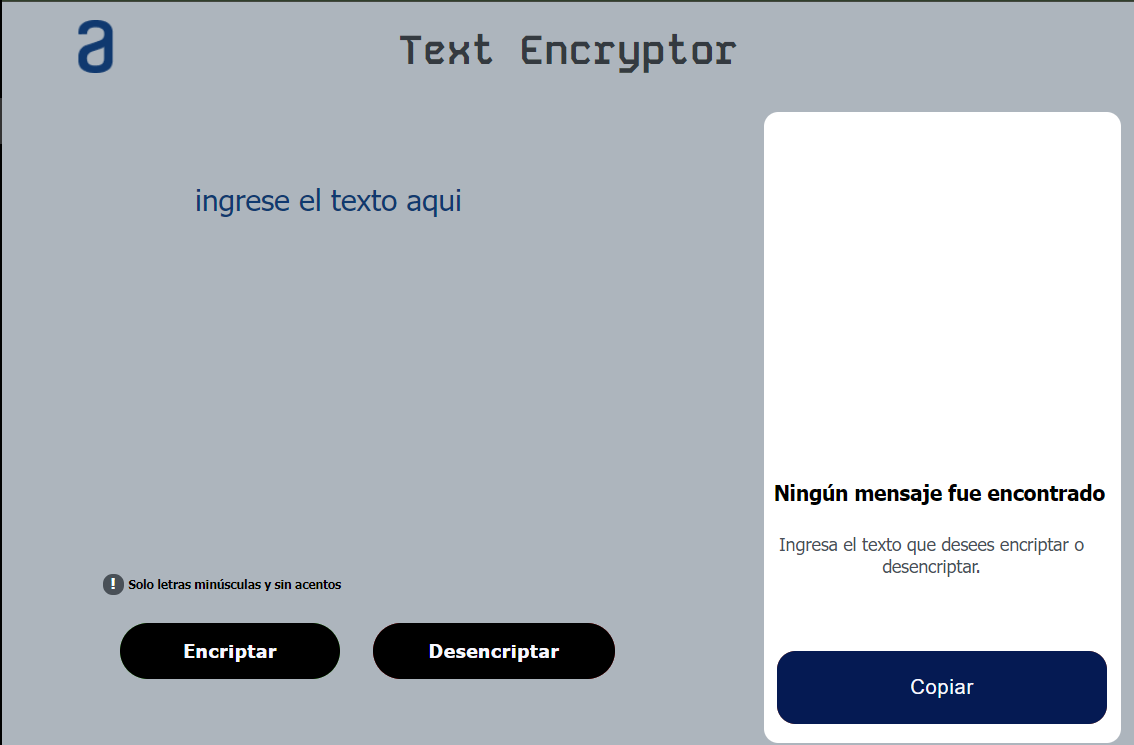 a
Text Encryptor
ingrese el texto aqui
! Solo letras minúsculas y sin acentos
Encriptar
Desencriptar
Ningún mensaje fue encontrado
Ingresa el texto que desees encriptar o
desencriptar.
Copiar